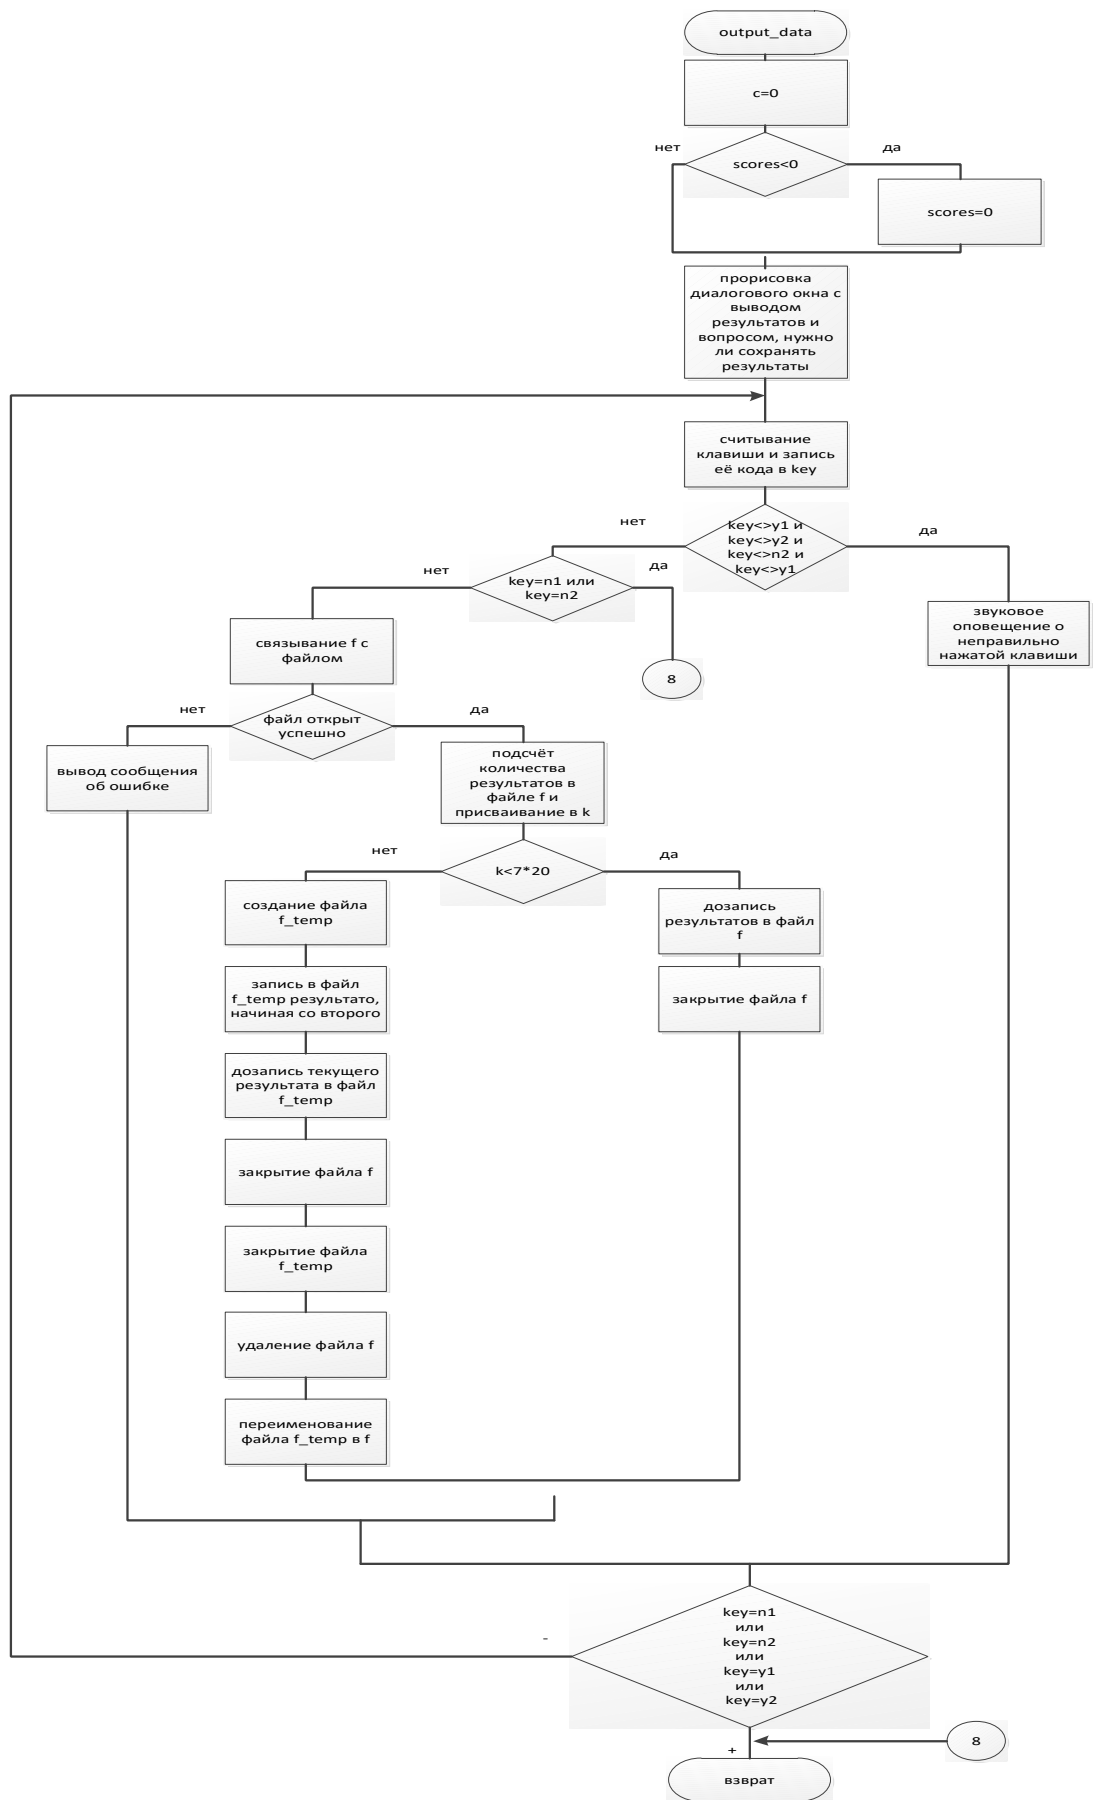 output_data
c=0
нет
да
scores<0
scores=0
прорисовка
диалогового окна с
выводом
результатов и
вопросом, нужно
ли сохранять
результаты
считывание
клавиши и запись
её кода в key
нет
да
key<>y1 и
key<>y2 и
key<>n2 и
key<>y1
нет
да
key=n1 или
key=n2
звуковое
оповещение о
неправильно
нажатой клавиши
связывание f с
файлом
8
нет
да
файл открыт
успешно
вывод сообщения
об ошибке
подсчёт
количества
результатов в
файле f и
присваивание в k
нет
да
k<7*20
создание файла
f_temp
дозапись
результатов в файл
f
запись в файл
f_temp результато,
начиная со второго
закрытие файла f
дозапись текущего
результата в файл
f_temp
закрытие файла f
закрытие файла
f_temp
удаление файла f
переименование
файла f_temp в f
key=n1
или
key=n2
или
key=y1
или
key=y2
-
8
+
взврат